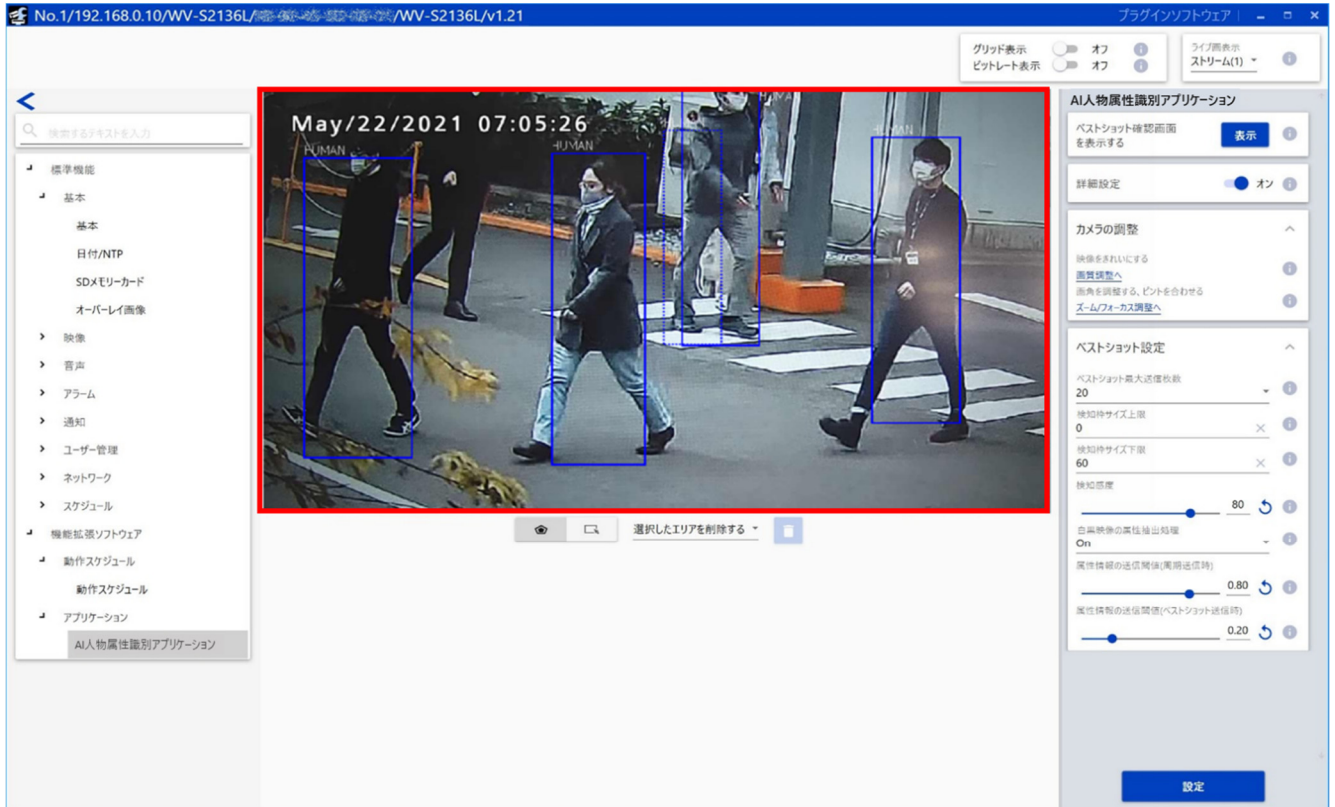 No.1/192.168.0.10/WV-S2136L/ /WV-S2136L/v1.21
プラグインソフトウェア
グリッド表示 オフ
ビットレート表示 オフ
ライブ画表示
ストリーム(1)
検索するテキストを入力
標準機能
基本
基本
日付/NTP
SDメモリーカード
オーバーレイ画像
映像
音声
アラーム
通知
ユーザー管理
ネットワーク
スケジュール
機能拡張ソフトウェア
動作スケジュール
動作スケジュール
アプリケーション
AI人物属性識別アプリケーション
May/22/2021 07:05:26
HUMAN
HUMAN
HUMAN
HUMAN
選択したエリアを削除する
AI人物属性識別アプリケーション
ベストショット確認画面
を表示する
表示
詳細設定 オン
カメラの調整
映像をきれいにする
画質調整へ
画角を調整する、ピントを合わせる
ズーム/フォーカス調整へ
ベストショット設定
ベストショット最大送信枚数
20
検知枠サイズ上限
0
検知枠サイズ下限
60
検知感度
80
白黒映像の属性抽出処理
On
属性情報の送信閾値(周期送信時)
0.80
属性情報の送信閾値(ベストショット送信時)
0.20
設定